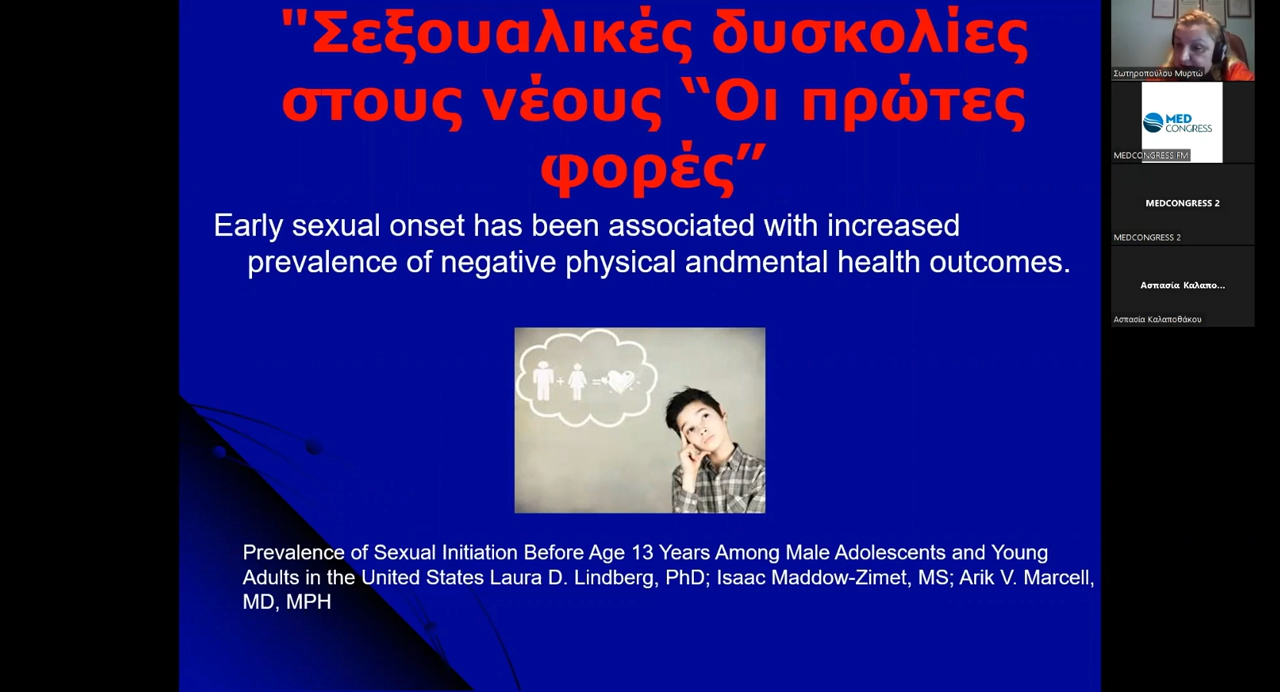 "Σεξουαλικές δυσκολίες
στους νέους “Οι πρώτες
φορές”
Early sexual onset has been associated with increased
prevalence of negative physical andmental health outcomes.
Prevalence of Sexual Initiation Before Age 13 Years Among Male Adolescents and Young
Adults in the United States Laura D. Lindberg, PhD; Isaac Maddow-Zimet, MS; Arik V. Marcell,
MD, MPH
Σωτηροπούλου Μυρτώ
MED
CONGRESS
MEDCONGRESS FM
MEDCONGRESS 2
MEDCONGRESS 2
Ασπασία Καλαπο...
Ασπασία Καλαποθάκου